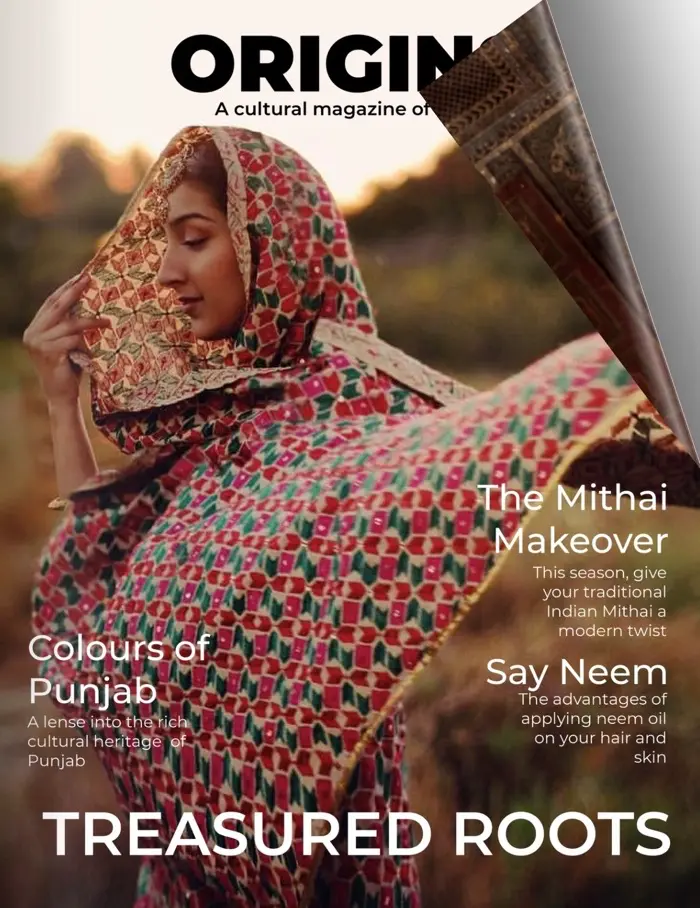 ORIGINS
A cultural magazine of
The Mithai
Makeover
This season, give
your traditional
Indian Mithai a
modern twist
Colours of
Punjab
A lense into the rich
cultural heritage of
Punjab
Say Neem
The advantages of
applying neem oil
on your hair and
skin
TREASURED ROOTS